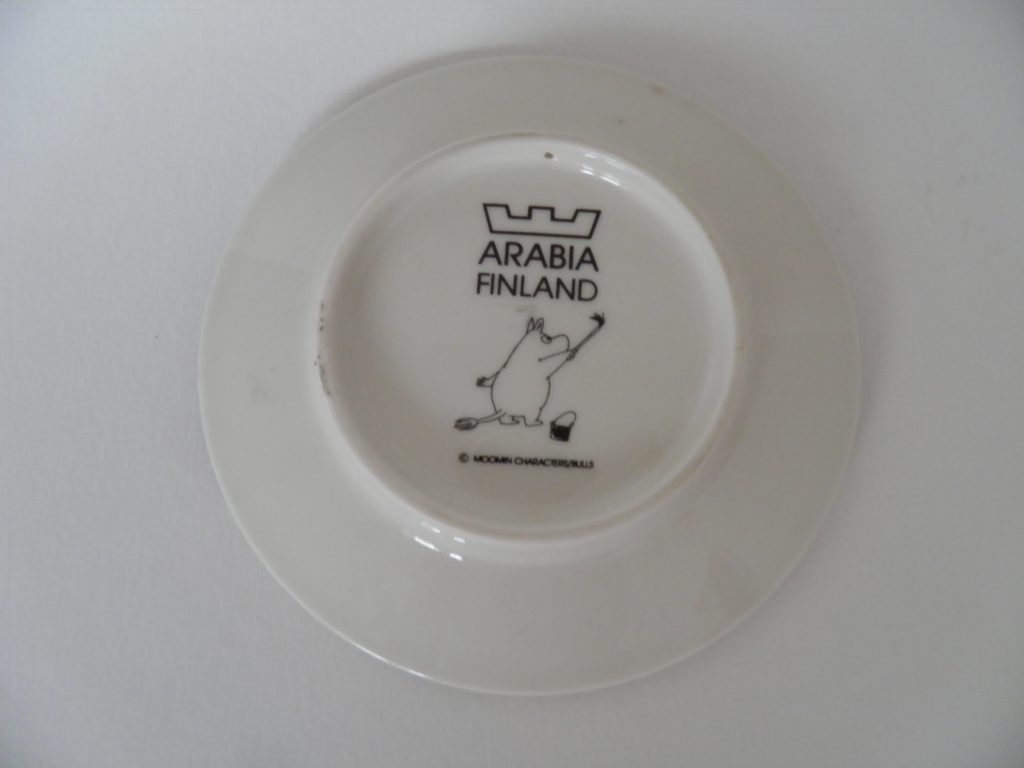 ARABIA
FINLAND
© MOOMIN CHARACTERS/BULLS